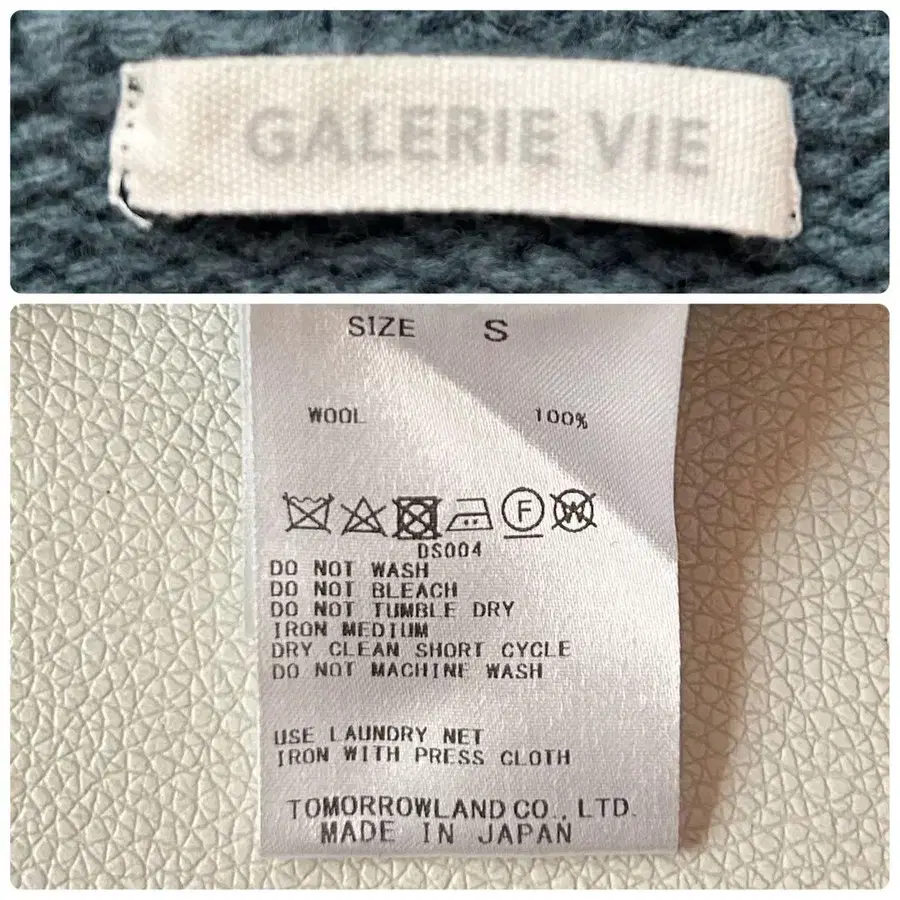 GALERIE VIE
SIZE S
WOOL 100%
F W
DS004
DO NOT WASH
DO NOT BLEACH
DO NOT TUMBLE DRY
IRON MEDIUM
DRY CLEAN SHORT CYCLE
DO NOT MACHINE WASH
USE LAUNDRY NET
IRON WITH PRESS CLOTH
TOMORROWLAND CO., LTD.
MADE IN JAPAN